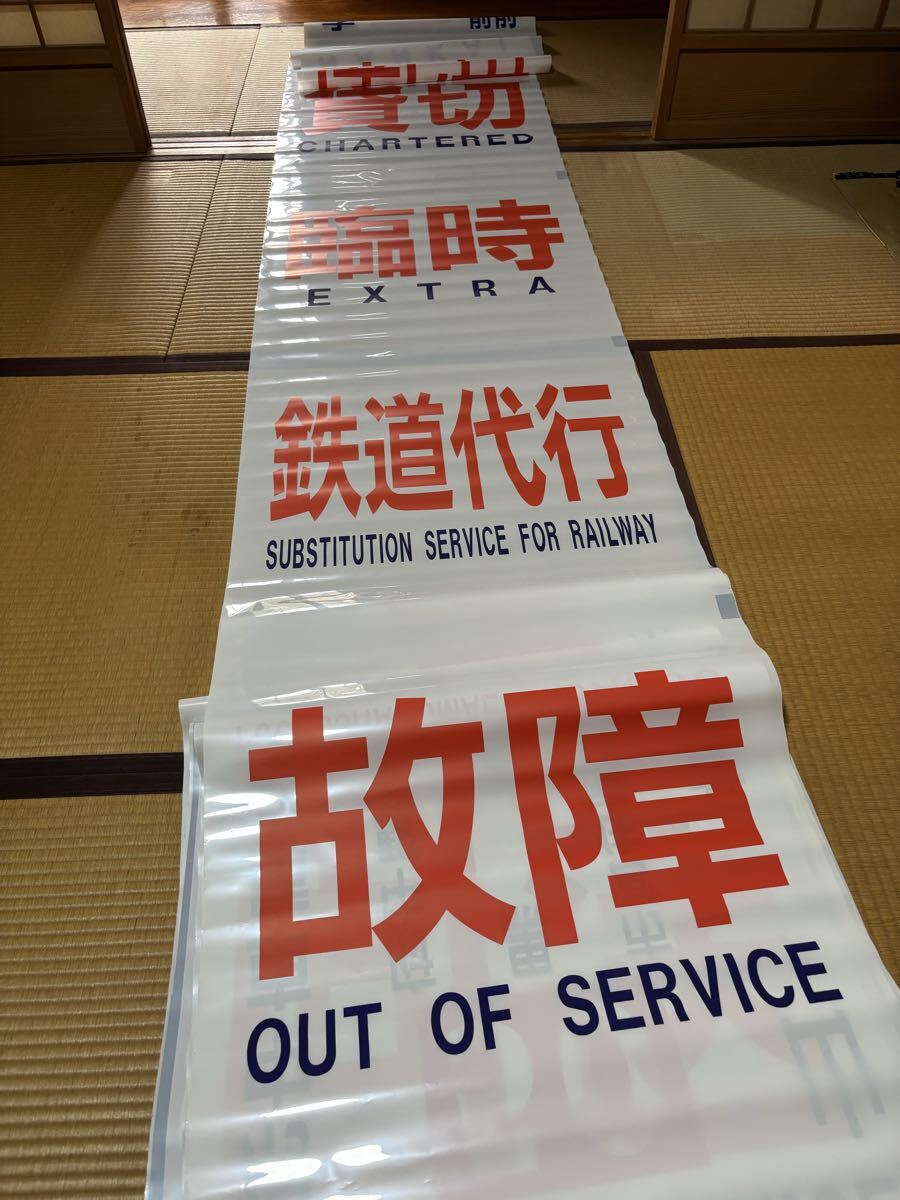 貸切
CHARTERED
臨時
EXTRA
鉄道代行
SUBSTITUTION SERVICE FOR RAILWAY
故障
OUT OF SERVICE